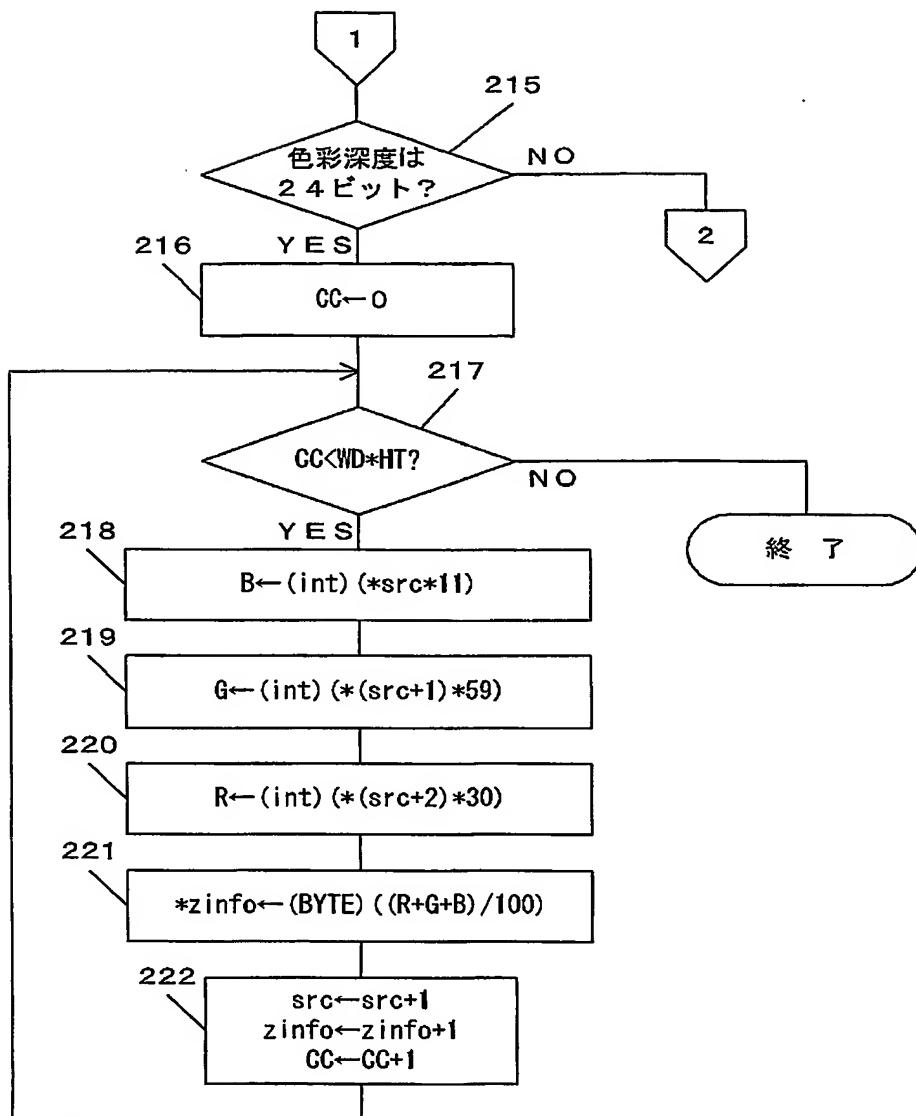 1
215
色彩深度は
24ビット?
NO
2
YES
216
CC←0
217
CC<WD*HT?
NO
YES
終 了
218
B←(int)(*src*11)
219
G←(int)(*(src+1)*59)
220
R←(int)(*(src+2)*30)
221
*zinfo←(BYTE)((R+G+B)/100)
222
src←src+1
zinfo←zinfo+1
CC←CC+1